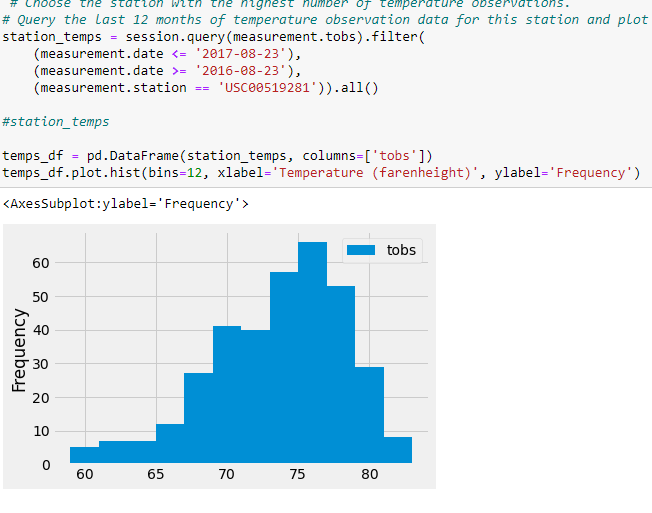 # Choose the station with the highest number of temperature observations.
# Query the last 12 months of temperature observation data for this station and plot
station_temps = session.query(measurement.tobs).filter(
    (measurement.date <= '2017-08-23'),
    (measurement.date >= '2016-08-23'),
    (measurement.station == 'USC00519281')).all()
#station_temps
temps_df = pd.DataFrame(station_temps, columns=['tobs'])
temps_df.plot.hist(bins=12, xlabel='Temperature (farenheight)', ylabel='Frequency')
<AxesSubplot:ylabel='Frequency'>
tobs
Frequency
60
50
40
30
20
10
0
60 65 70 75 80